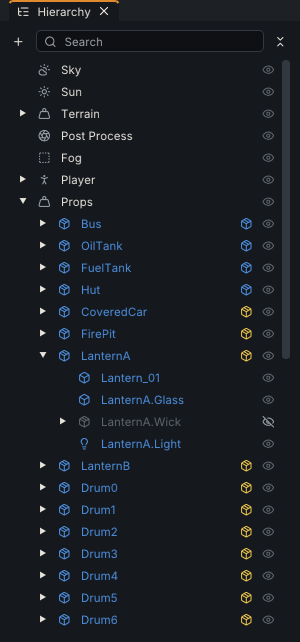 Hierarchy
Search
Sky
Sun
Terrain
Post Process
Fog
Player
Props
Bus
OilTank
FuelTank
Hut
CoveredCar
FirePit
LanternA
Lantern_01
LanternA.Glass
LanternA.Wick
LanternA.Light
LanternB
Drum0
Drum1
Drum2
Drum3
Drum4
Drum5
Drum6